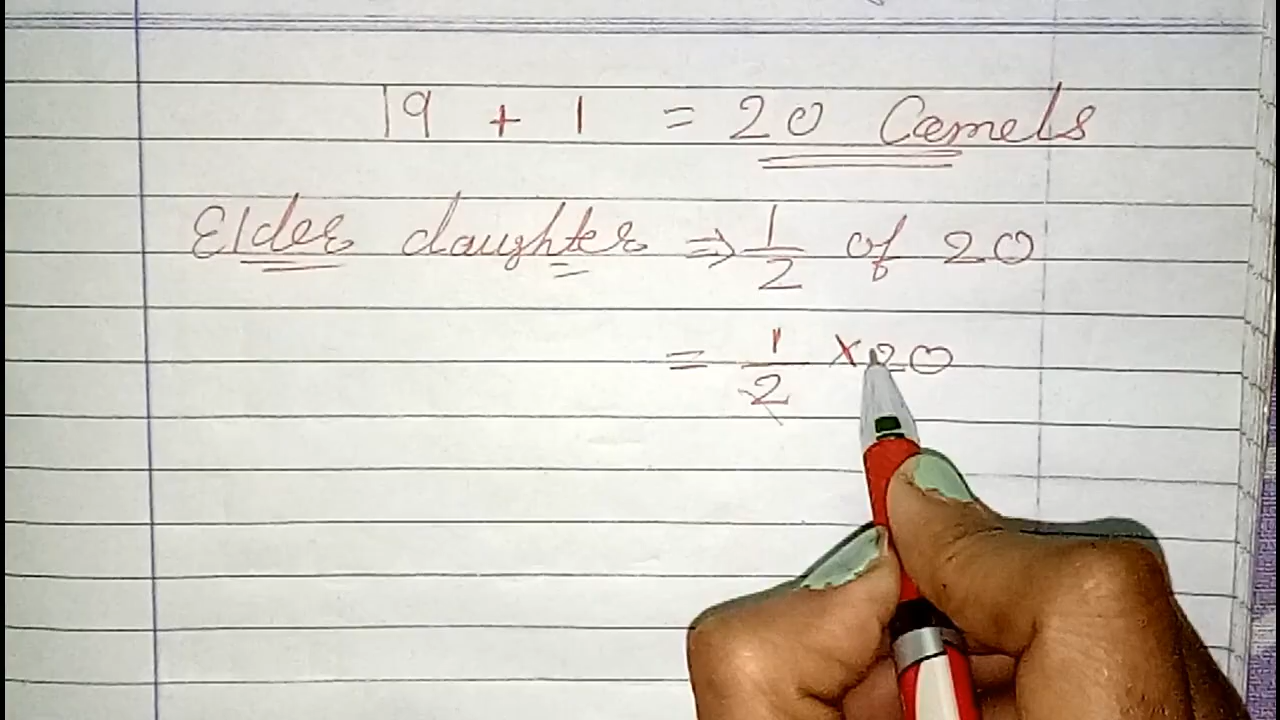 19 + 1 = 20 Camels
Elder daughter ⇒ 1/2 of 20
= 1/2 × 20